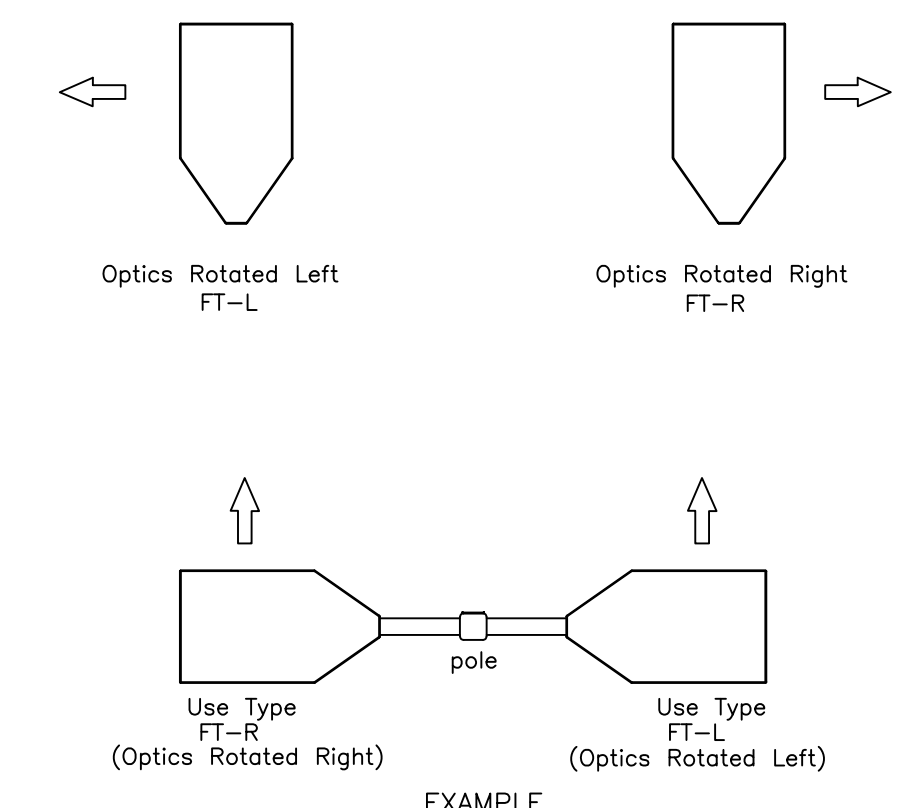 Optics Rotated Left
FT-L
Optics Rotated Right
FT-R
pole
Use Type
FT-R
(Optics Rotated Right)
Use Type
FT-L
(Optics Rotated Left)
EXAMPLE